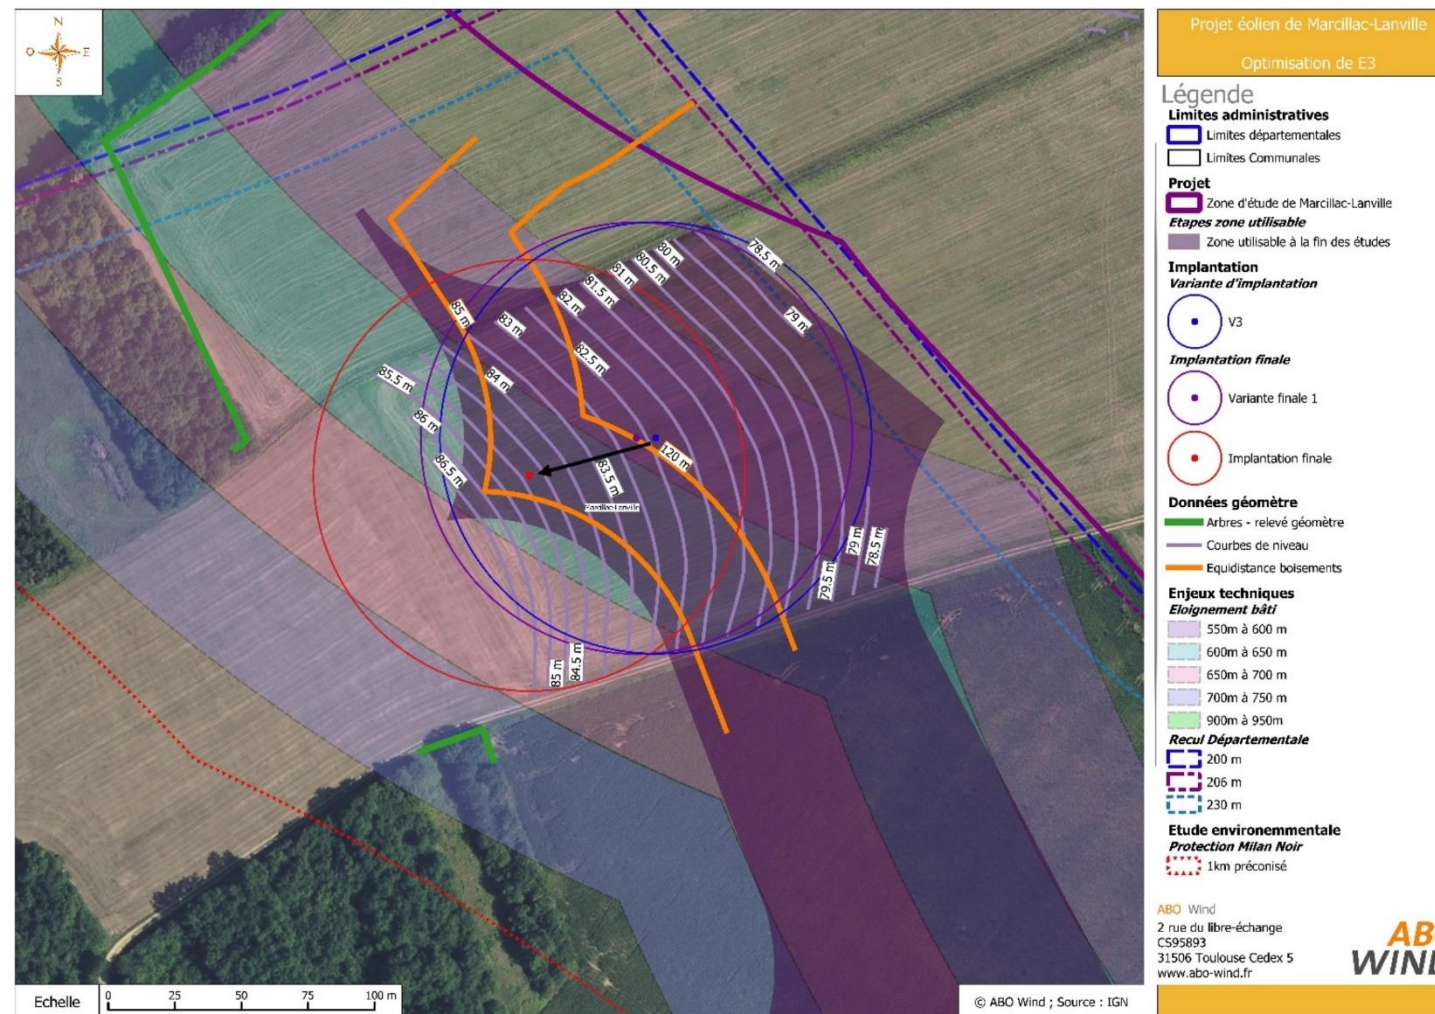 N
O
E
S
Projet éolien de Marcillac-Lanville
Optimisation de E3
Légende
Limites administratives
Limites départementales
Limites Communales
Projet
Zone d'étude de Marcillac-Lanville
Etapes zone utilisable
Zone utilisable à la fin des études
Implantation
Variante d'implantation
V3
Implantation finale
Variante finale 1
Implantation finale
Données géomètre
Arbres - relevé géomètre
Courbes de niveau
Equidistance boisements
Enjeux techniques
Eloignement bâti
550m à 600 m
600m à 650 m
650m à 700 m
700m à 750 m
900m à 950m
Recul Départementale
200 m
206 m
230 m
Etude environemmentale
Protection Milan Noir
1km préconisé
ABO Wind
2 rue du libre-échange
CS95893
31506 Toulouse Cedex 5
www.abo-wind.fr
78.5 m
80 m
80.5 m
81 m
81.5 m
82 m
83 m
85 m
79 m
82.5 m
84 m
85.5 m
86 m
86.5 m
83.5 m
120 m
Marcillac-Lanville
79 m
78.5 m
79.5 m
84.5 m
85 m
Echelle
0 25 50 75 100 m
© ABO Wind ; Source : IGN